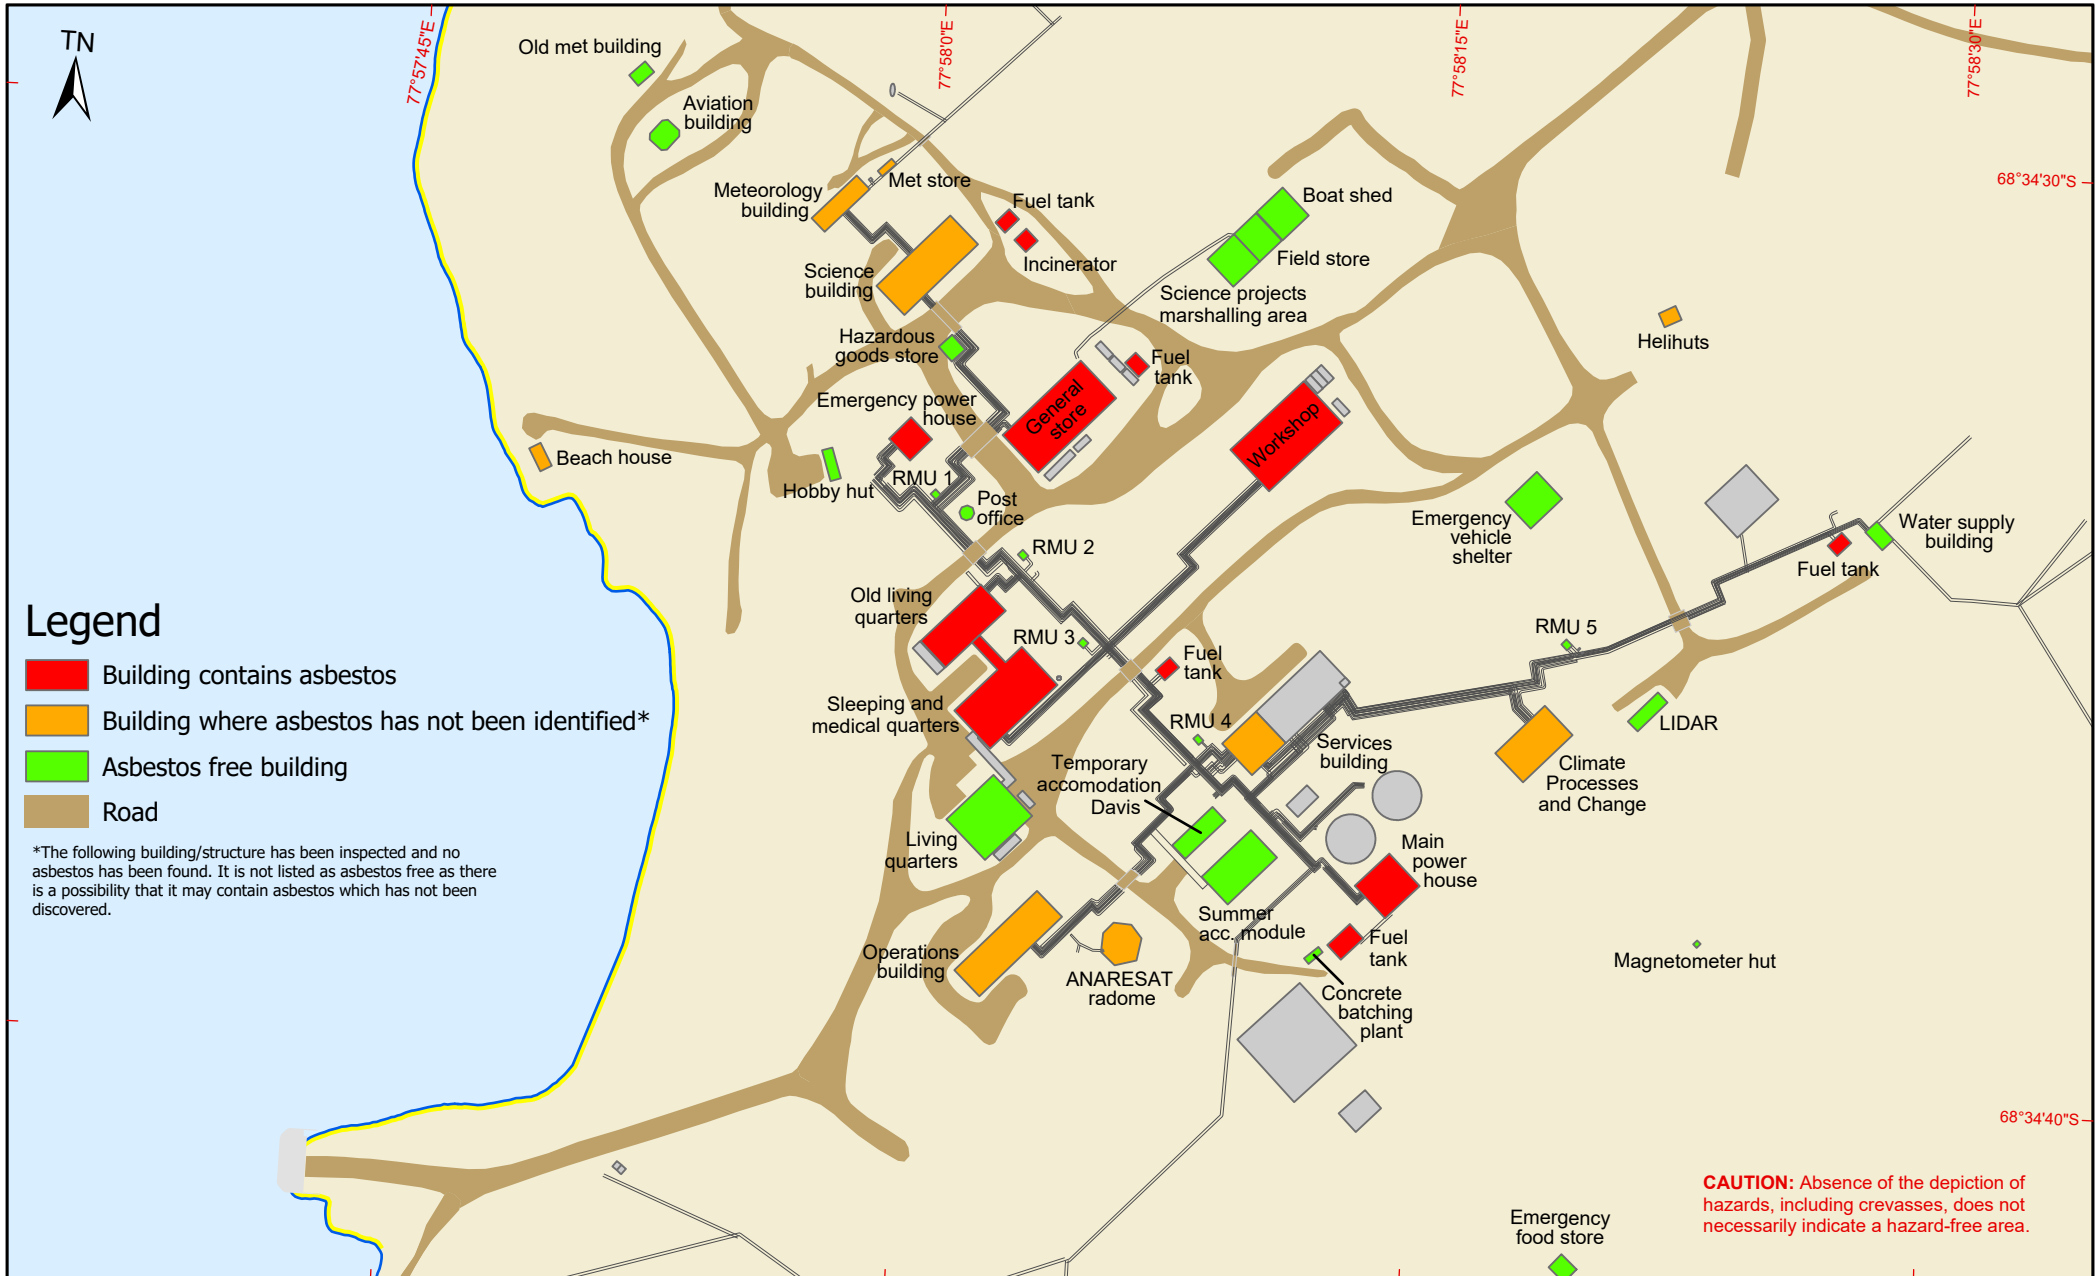 TN
77°57'45"E
77°58'0"E
77°58'15"E
77°58'30"E
Old met building
Aviation
building
Meteorology
building
Met store
Fuel tank
Incinerator
Boat shed
Field store
Science projects
marshalling area
68°34'30"S
Science
building
Hazardous
goods store
Fuel
tank
Helihuts
General
store
Workshop
Emergency power
house
Beach house
Hobby hut
RMU 1
Post
office
RMU 2
Emergency
vehicle
shelter
Water supply
building
Fuel tank
Old living
quarters
RMU 3
Fuel
tank
RMU 5
Sleeping and
medical quarters
RMU 4
LIDAR
Services
building
Climate
Processes
and Change
Temporary
accomodation
Davis
Living
quarters
Main
power
house
Summer
acc. module
Fuel
tank
Operations
building
ANARESAT
radome
Magnetometer hut
Concrete
batching
plant
68°34'40"S
Emergency
food store
Legend
Building contains asbestos
Building where asbestos has not been identified*
Asbestos free building
Road
*The following building/structure has been inspected and no
asbestos has been found. It is not listed as asbestos free as there
is a possibility that it may contain asbestos which has not been
discovered.
CAUTION: Absence of the depiction of
hazards, including crevasses, does not
necessarily indicate a hazard-free area.